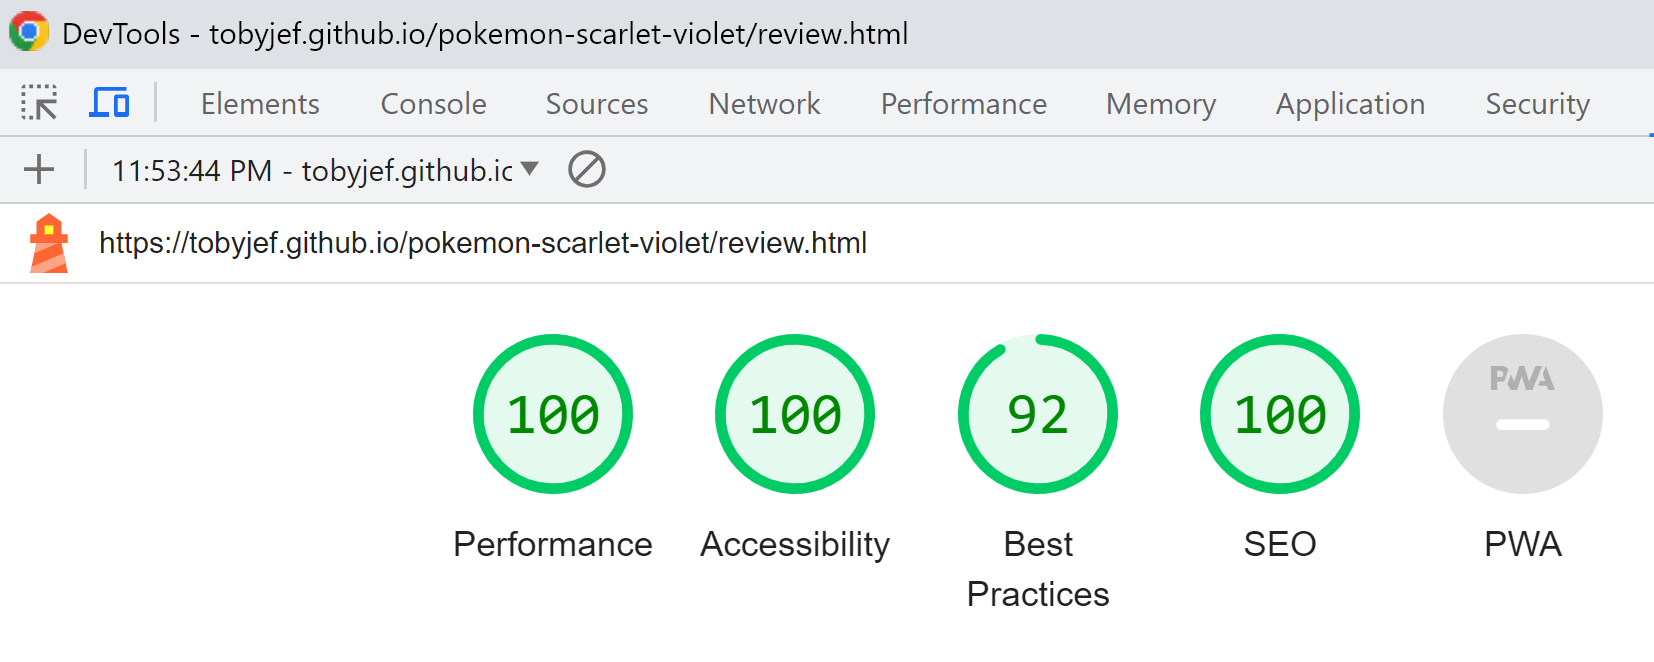 DevTools - tobyjef.github.io/pokemon-scarlet-violet/review.html
Elements Console Sources Network Performance Memory Application Security
11:53:44 PM - tobyjef.github.ic
https://tobyjef.github.io/pokemon-scarlet-violet/review.html
100 100 92 100 PWA
Performance Accessibility Best Practices SEO PWA